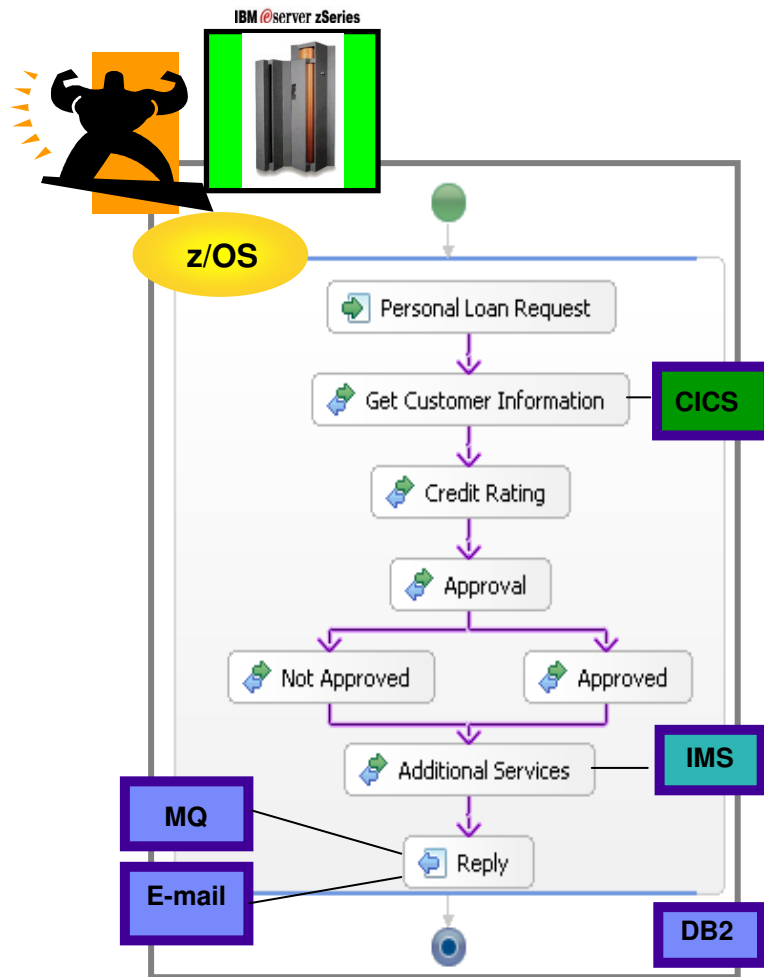 IBM @server zSeries
z/OS
Personal Loan Request
Get Customer Information
CICS
Credit Rating
Approval
Not Approved
Approved
Additional Services
IMS
MQ
Reply
E-mail
DB2